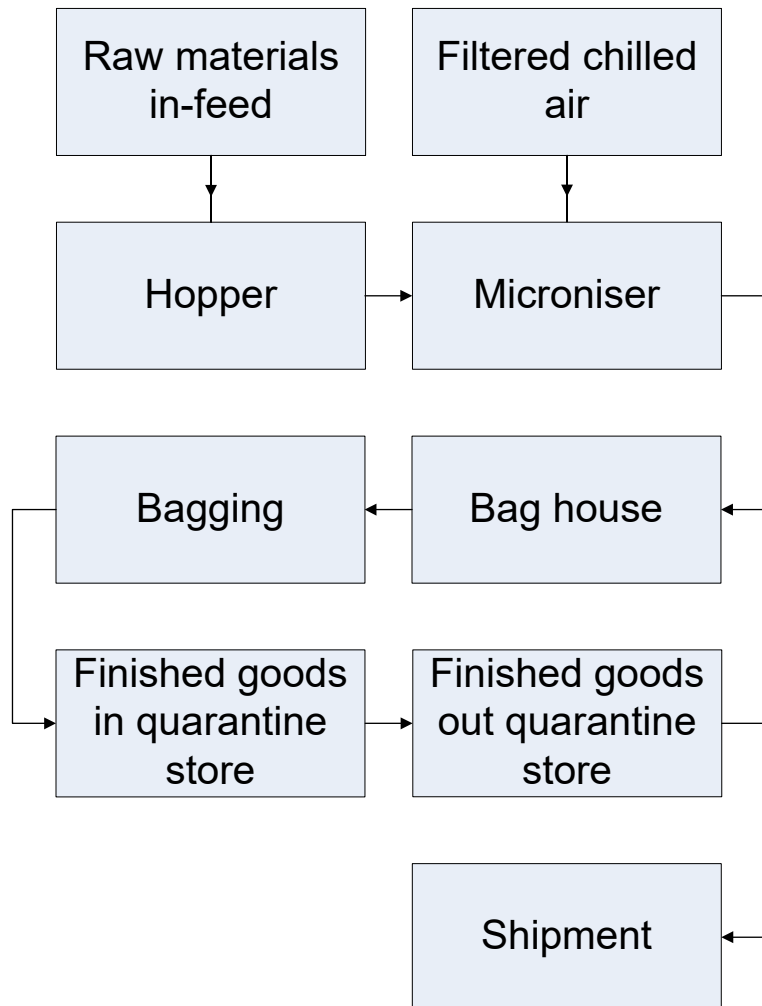 Raw materials
in-feed
Filtered chilled
air
Hopper
Microniser
Bagging
Bag house
Finished goods
in quarantine
store
Finished goods
out quarantine
store
Shipment